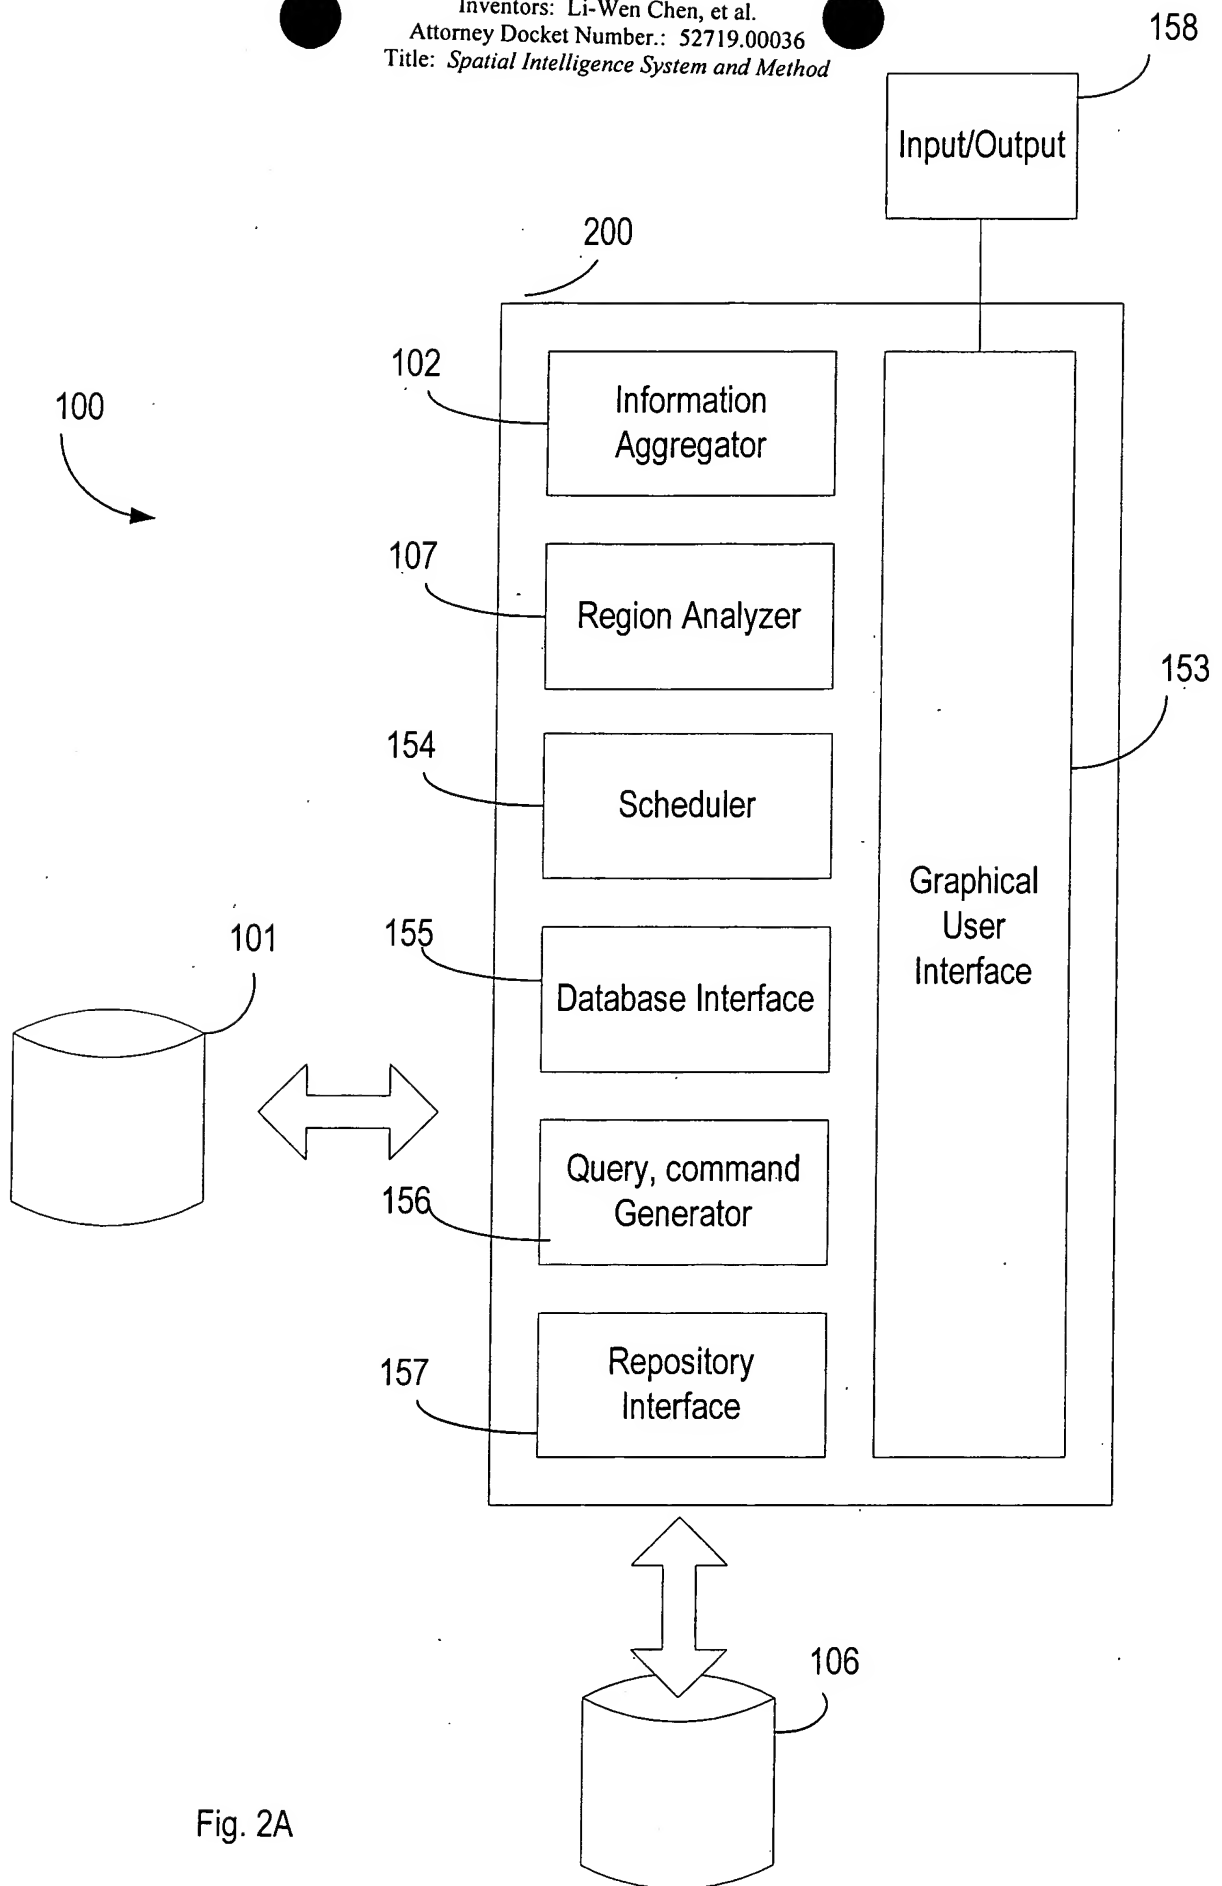 Inventors: Li-Wen Chen, et al.
Attorney Docket Number.: 52719.00036
Title: Spatial Intelligence System and Method
158
Input/Output
200
102
Information
Aggregator
100
107
Region Analyzer
153
154
Scheduler
Graphical
User
Interface
101
155
Database Interface
156
Query, command
Generator
157
Repository
Interface
106
Fig. 2A